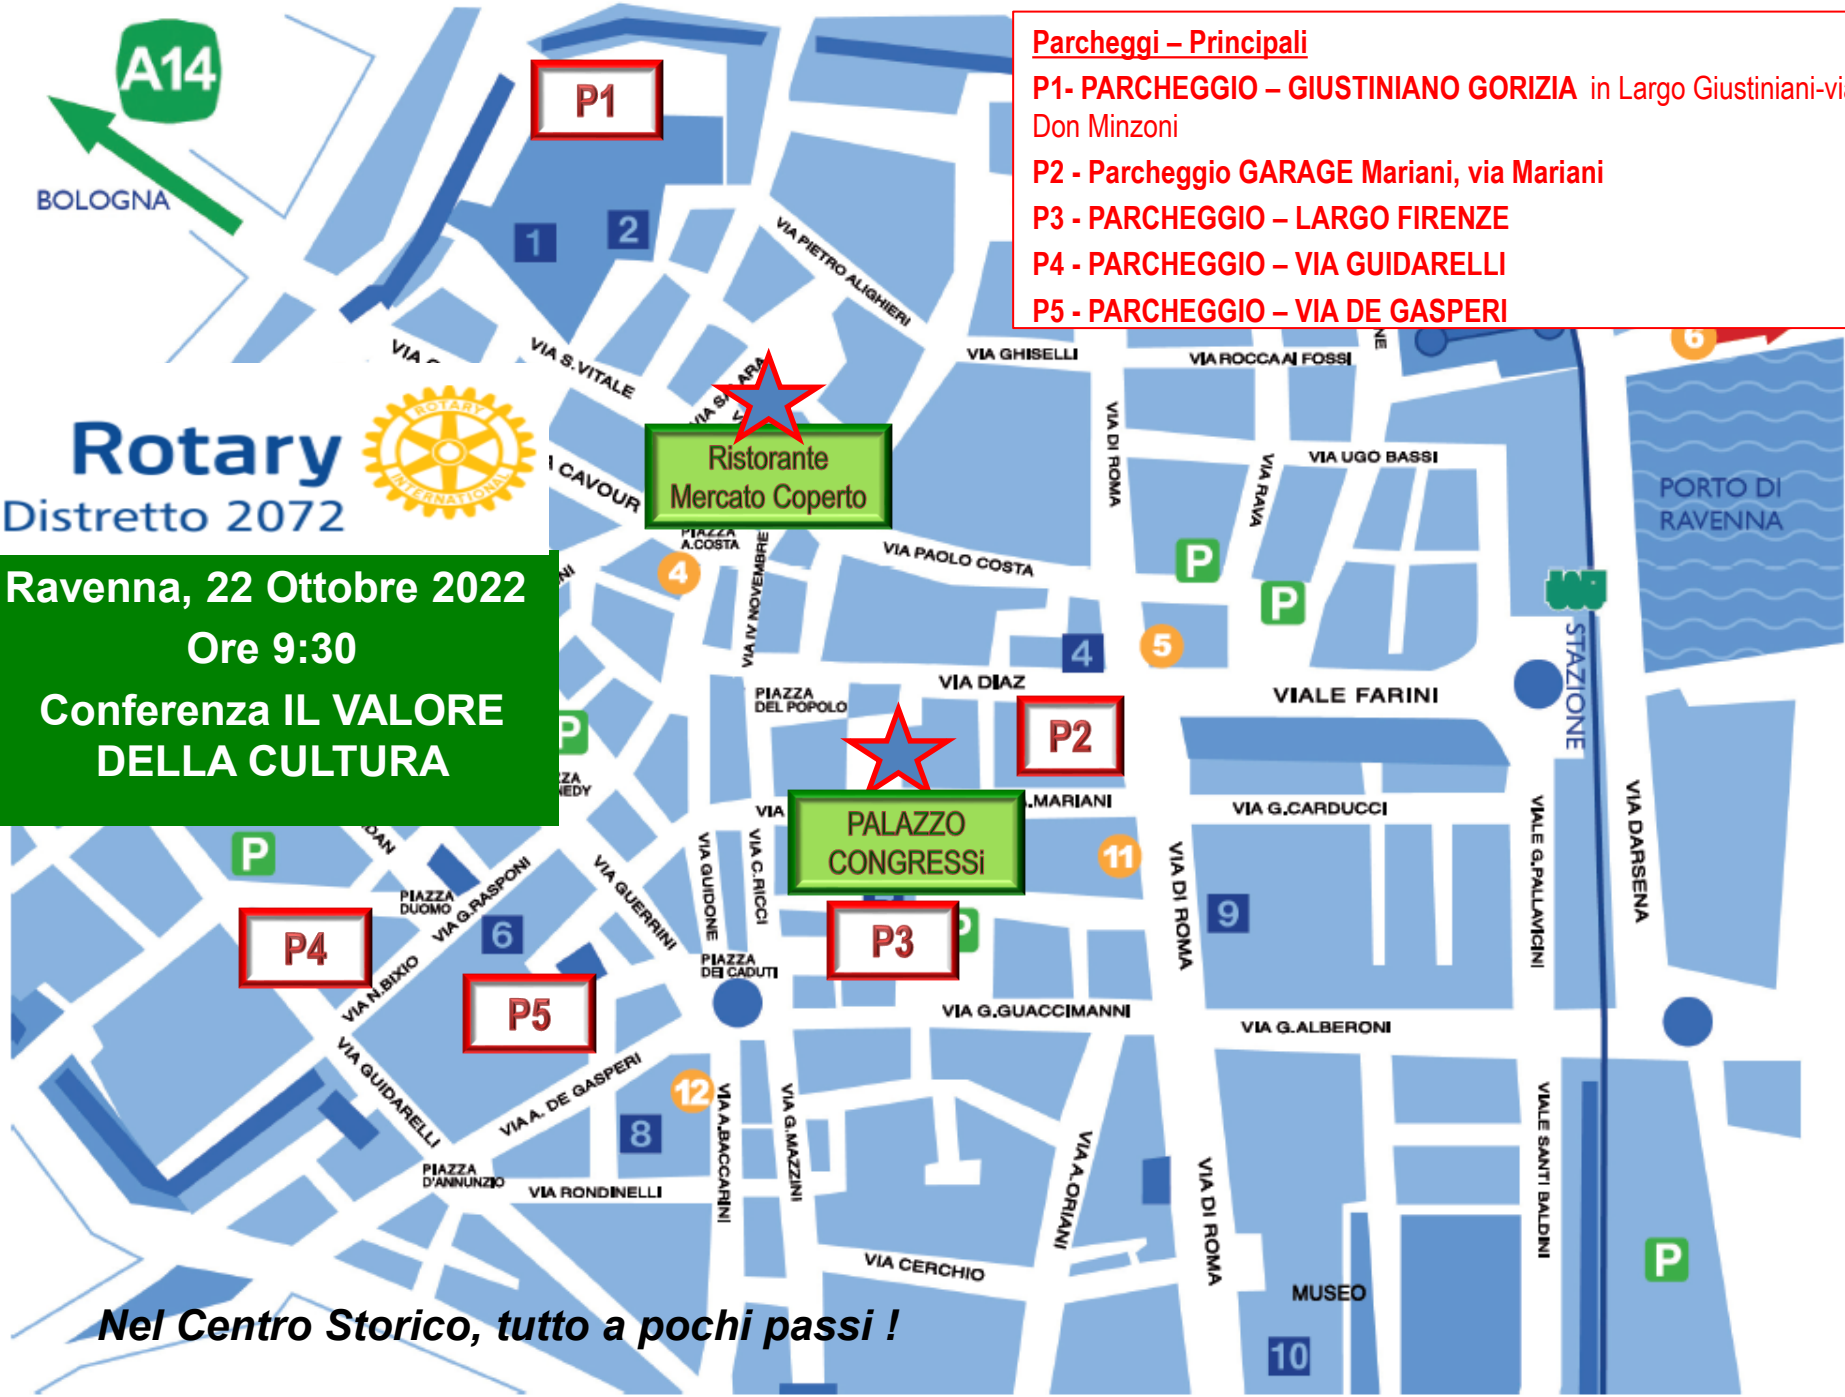 A14
BOLOGNA
P1
1
2
Parcheggi – Principali
P1- PARCHEGGIO – GIUSTINIANO GORIZIA in Largo Giustiniani-via
Don Minzoni
P2 - Parcheggio GARAGE Mariani, via Mariani
P3 - PARCHEGGIO – LARGO FIRENZE
P4 - PARCHEGGIO – VIA GUIDARELLI
P5 - PARCHEGGIO – VIA DE GASPERI
VIA PIETRO ALIGHIERI
VIA S.VITALE
VIA GHISELLI
VIA ROCCA AI FOSSI
6
Rotary
Distretto 2072
ROTARY
INTERNATIONAL
CAVOUR
Ristorante
Mercato Coperto
VIA DI ROMA
VIA RAVA
VIA UGO BASSI
PORTO DI
RAVENNA
PIAZZA
A.COSTA
VIA PAOLO COSTA
VIA IV NOVEMBRE
4
P
P
4
5
STAZIONE
Ravenna, 22 Ottobre 2022
Ore 9:30
Conferenza IL VALORE
DELLA CULTURA
PIAZZA
DEL POPOLO
VIA DIAZ
VIALE FARINI
P
P2
VIA
.MARIANI
VIA G.CARDUCCI
PALAZZO
CONGRESSi
11
VIALE G.PALLAVICINI
VIA DARSENA
P
PIAZZA
DUOMO
VIA G.RASPONI
VIA GUERRINI
VIA GUIDONE
VIA C.RICCI
VIA DI ROMA
9
P4
6
P3
P
VIA N.BIXIO
P5
PIAZZA
DEI CADUTI
VIA G.GUACCIMANNI
VIA G.ALBERONI
VIA GUIDARELLI
VIA A. DE GASPERI
12
8
VIA A.BACCARINI
VIA G.MAZZINI
VIA A.ORIANI
VIA DI ROMA
VIALE SANTI BALDINI
PIAZZA
D'ANNUNZIO
VIA RONDINELLI
VIA CERCHIO
P
MUSEO
10
Nel Centro Storico, tutto a pochi passi !